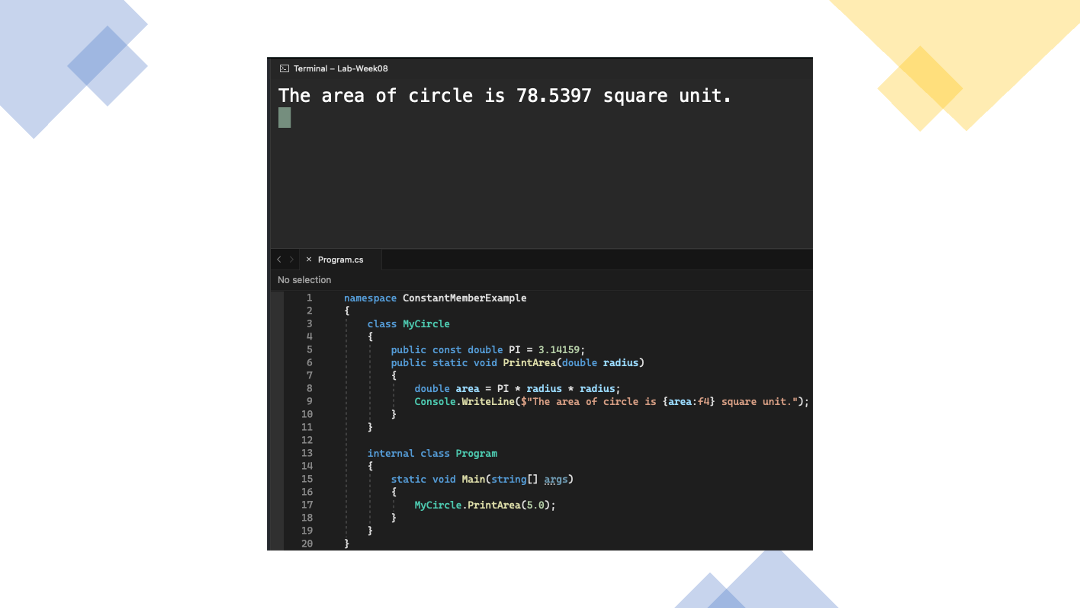 Terminal – Lab-Week08
The area of circle is 78.5397 square unit.
Program.cs
No selection
1 namespace ConstantMemberExample
2 {
3 class MyCircle
4 {
5 public const double PI = 3.14159;
6 public static void PrintArea(double radius)
7 {
8 double area = PI * radius * radius;
9 Console.WriteLine($"The area of circle is {area:f4} square unit.");
10 }
11 }
12
13 internal class Program
14 {
15 static void Main(string[] args)
16 {
17 MyCircle.PrintArea(5.0);
18 }
19 }
20 }